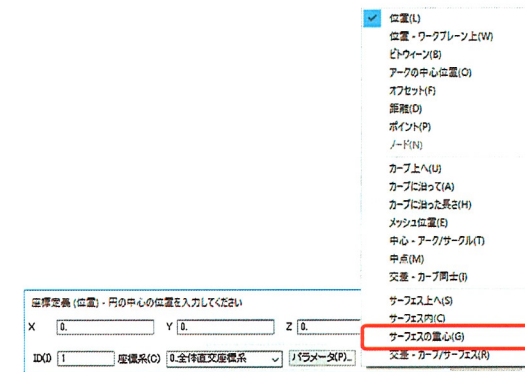 位置(L)
位置 - ワークプレーン上(W)
ビトウィーン(B)
アークの中心位置(O)
オフセット(F)
距離(D)
ポイント(P)
ノード(N)
カーブ上へ(U)
カーブに沿って(A)
カーブに沿った長さ(H)
メッシュ位置(E)
中心 - アーク/サークル(T)
中点(M)
交差 - カーブ同士(I)
サーフェス上へ(S)
サーフェス内(C)
サーフェスの重心(G)
交差 - カーブ/サーフェス(R)
座標定義 (位置) - 円の中心の位置を入力してください
X 0. Y 0. Z 0.
ID(I) 1 座標系(C) 0..全体直交座標系 パラメータ(P)...